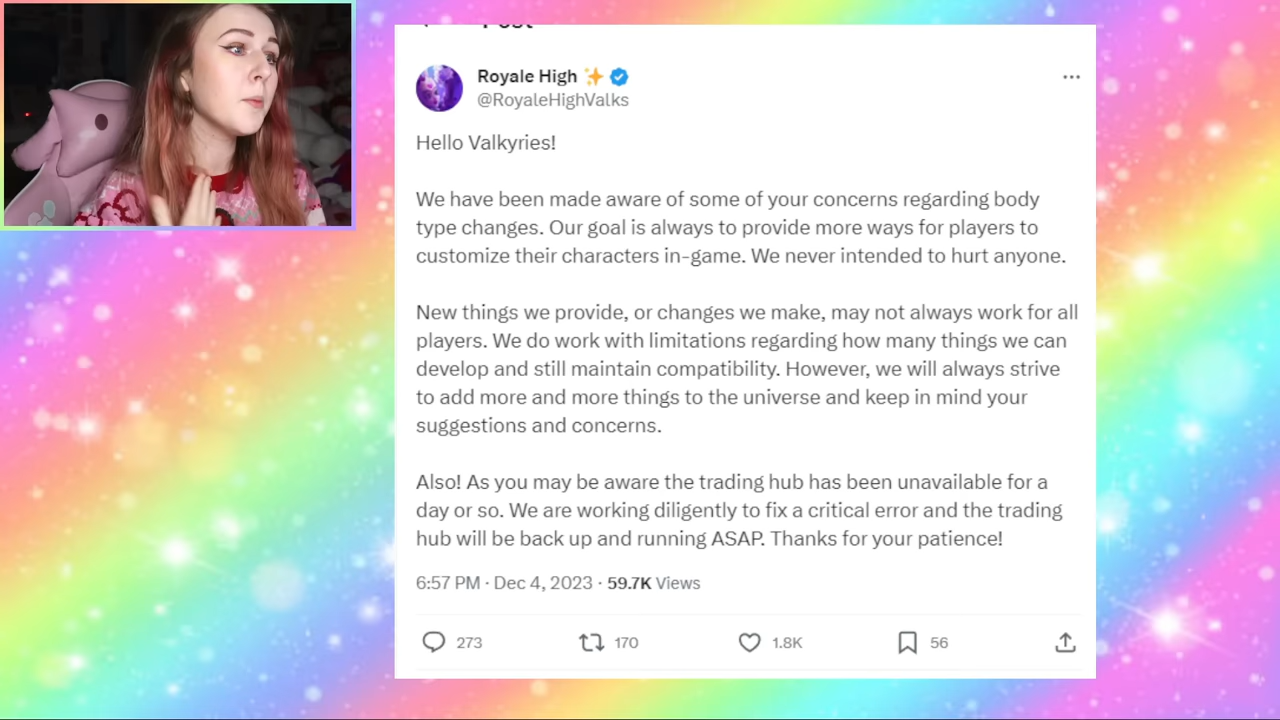 Post
Royale High ✨
@RoyaleHighValks
Hello Valkyries!
We have been made aware of some of your concerns regarding body
type changes. Our goal is always to provide more ways for players to
customize their characters in-game. We never intended to hurt anyone.
New things we provide, or changes we make, may not always work for all
players. We do work with limitations regarding how many things we can
develop and still maintain compatibility. However, we will always strive
to add more and more things to the universe and keep in mind your
suggestions and concerns.
Also! As you may be aware the trading hub has been unavailable for a
day or so. We are working diligently to fix a critical error and the trading
hub will be back up and running ASAP. Thanks for your patience!
6:57 PM · Dec 4, 2023 · 59.7K Views
273 170 1.8K 56